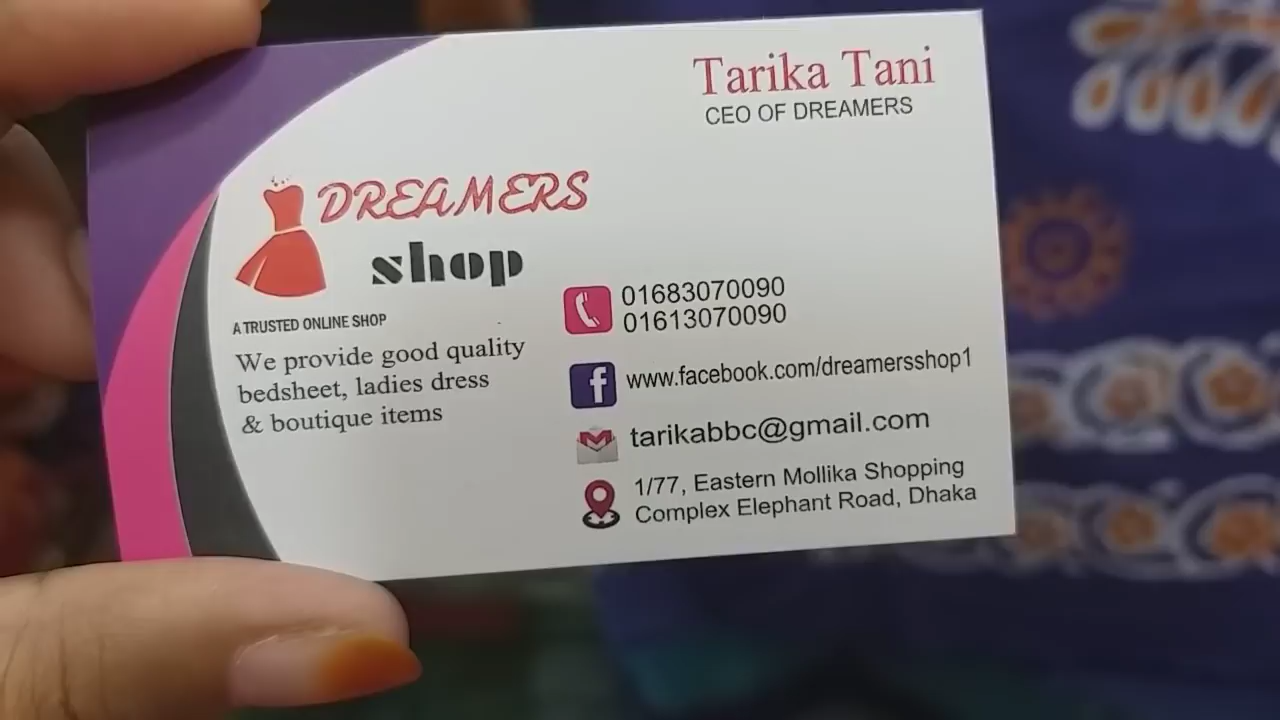 Tarika Tani
CEO OF DREAMERS
DREAMERS
shop
A TRUSTED ONLINE SHOP
We provide good quality
bedsheet, ladies dress
& boutique items
01683070090
01613070090
www.facebook.com/dreamersshop1
tarikabbc@gmail.com
1/77, Eastern Mollika Shopping
Complex Elephant Road, Dhaka